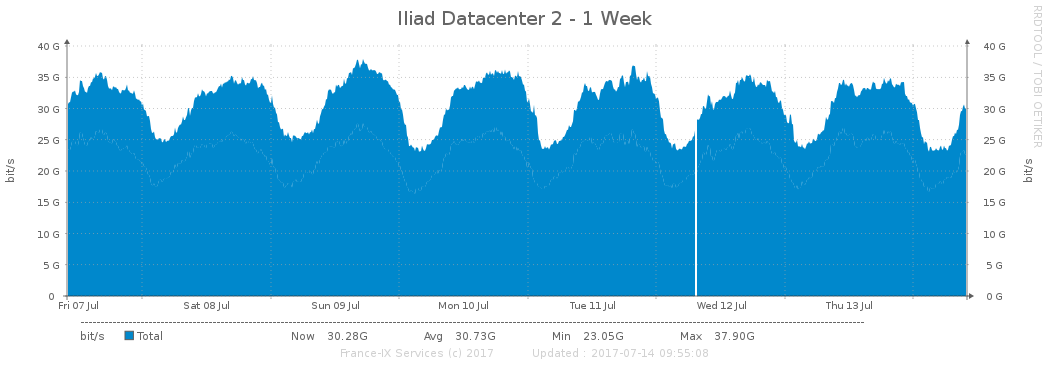 Iliad Datacenter 2 - 1 Week
RRDTOOL / TOBI OETIKER
40 G 40 G
35 G 35 G
30 G 30 G
25 G 25 G
20 G 20 G
15 G 15 G
10 G 10 G
5 G 5 G
0 0 G
bit/s bit/s
Fri 07 Jul Sat 08 Jul Sun 09 Jul Mon 10 Jul Tue 11 Jul Wed 12 Jul Thu 13 Jul
bit/s Total Now 30.28G Avg 30.73G Min 23.05G Max 37.90G
France-IX Services (c) 2017 Updated : 2017-07-14 09:55:08